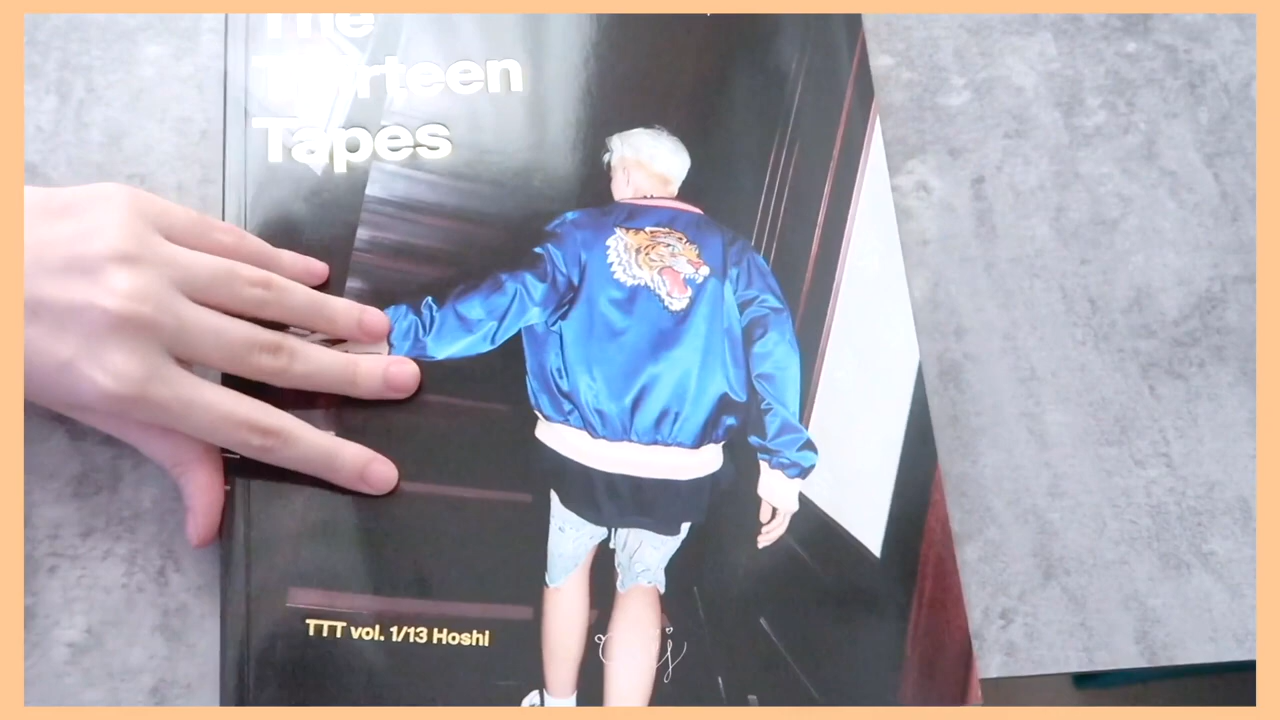 The
Thirteen
Tapes
TTT vol. 1/13 Hoshi